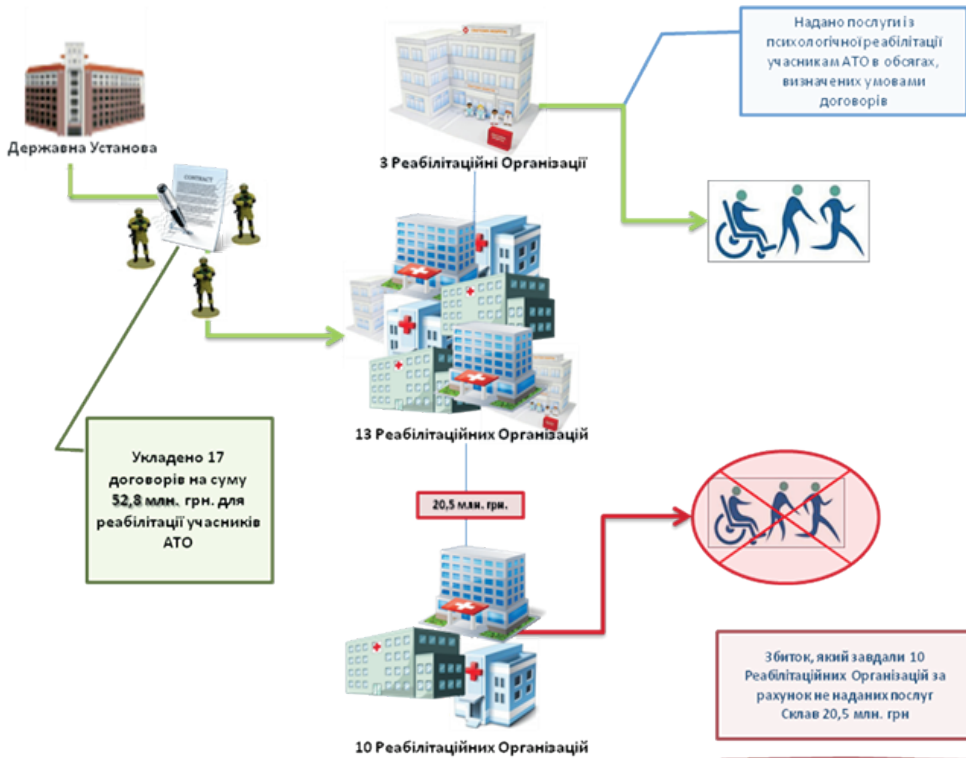 Державна Установа
CONTRACT
3 Реабілітаційні Організації
Надано послуги із
психологічної реабілітації
учасникам АТО в обсягах,
визначених умовами
договорів
13 Реабілітаційних Організацій
Укладено 17
договорів на суму
52,8 млн. грн. для
реабілітації учасників
АТО
20,5 млн. грн.
10 Реабілітаційних Організацій
Збиток, який завдали 10
Реабілітаційних Організацій за
рахунок не наданих послуг
Склав 20,5 млн. грн